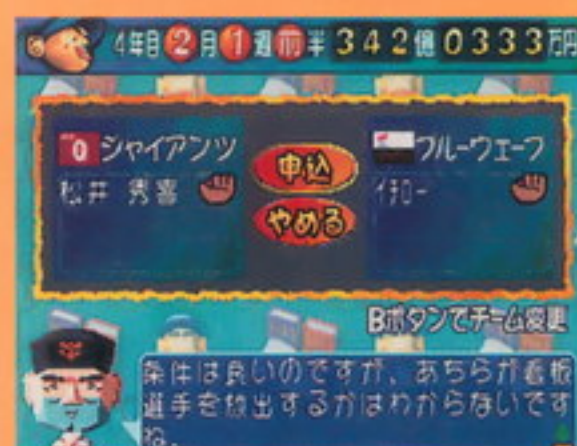 4年目2月1週前半342億0333万円
ジャイアンツ
松井 秀喜
申込
やめる
ブルーウェーブ
イチロー
Bボタンでチーム変更
条件は良いのですが、あちらが看板
選手を放出するかはわからないです
ね。